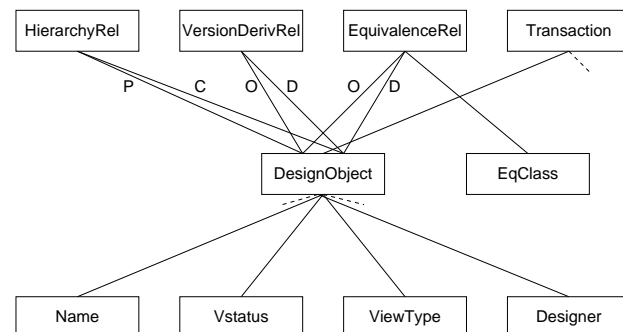 HierarchyRel VersionDerivRel EquivalenceRel Transaction
P C O D O D
DesignObject EqClass
Name Vstatus ViewType Designer